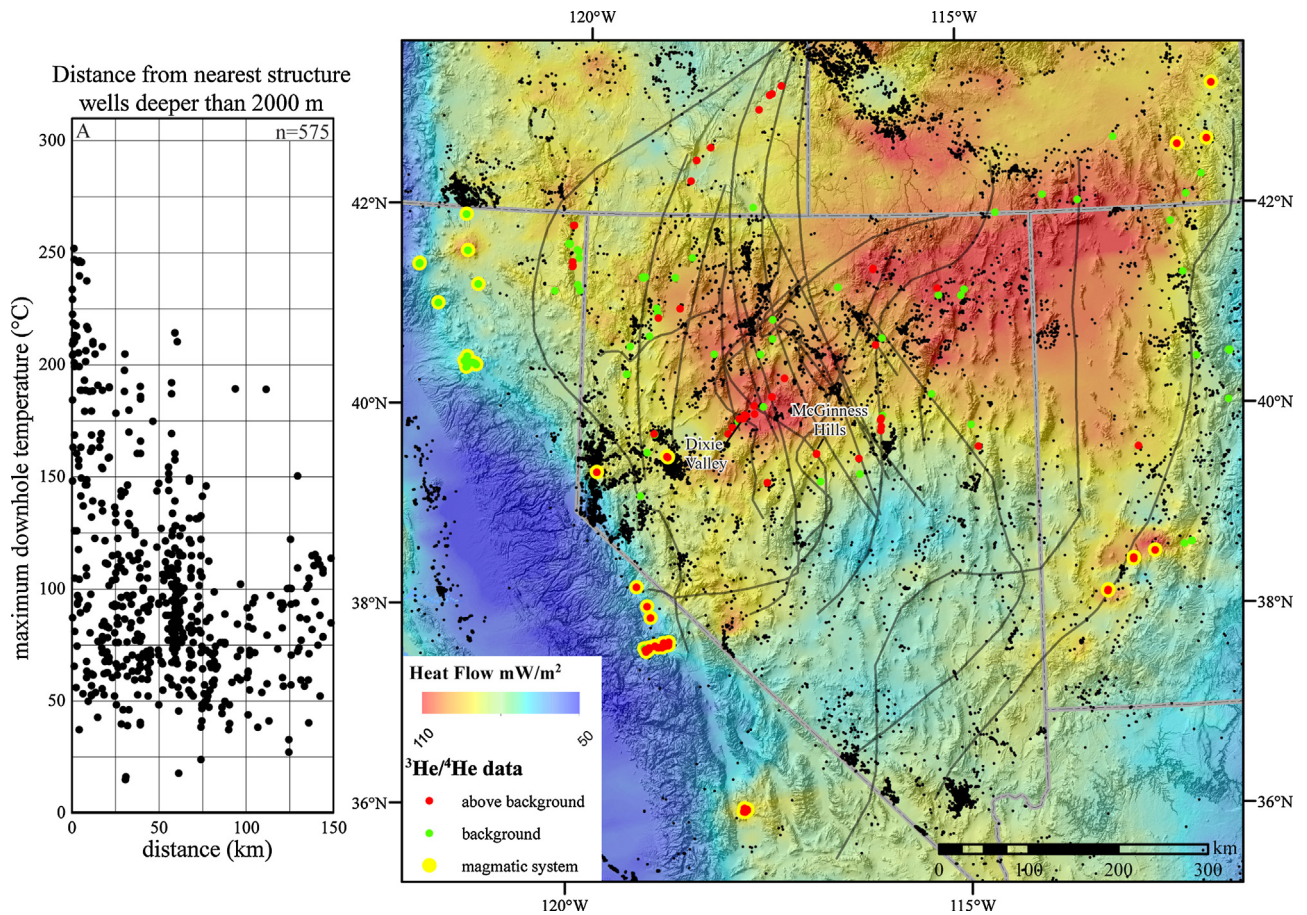 Distance from nearest structure
wells deeper than 2000 m
A
n=575
300
250
200
150
100
50
0
maximum downhole temperature (°C)
0
50
100
150
distance (km)
120°W
115°W
42°N
42°N
40°N
40°N
38°N
38°N
36°N
36°N
McGinness
Hills
Dixie
Valley
Heat Flow mW/m²
110
50
³He/⁴He data
above background
background
magmatic system
km
0
100
200
300
120°W
115°W